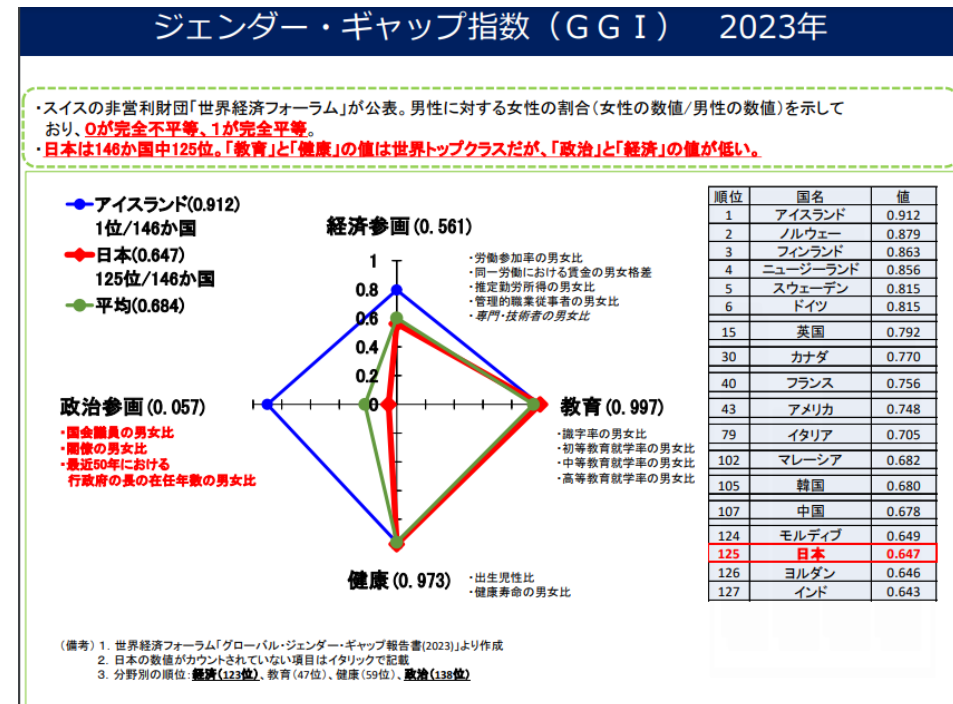 ジェンダー・ギャップ指数（ＧＧＩ）　2023年
・スイスの非営利財団「世界経済フォーラム」が公表。男性に対する女性の割合(女性の数値/男性の数値)を示して
おり、0が完全不平等、1が完全平等。
・日本は146か国中125位。「教育」と「健康」の値は世界トップクラスだが、「政治」と「経済」の値が低い。
アイスランド(0.912)
1位/146か国
日本(0.647)
125位/146か国
平均(0.684)
経済参画(0.561)
・労働参加率の男女比
・同一労働における賃金の男女格差
・推定勤労所得の男女比
・管理的職業従事者の男女比
・専門・技術者の男女比
1
0.8
0.6
0.4
0.2
0
政治参画(0.057)
・国会議員の男女比
・閣僚の男女比
・最近50年における
行政府の長の在任年数の男女比
教育(0.997)
・識字率の男女比
・初等教育就学率の男女比
・中等教育就学率の男女比
・高等教育就学率の男女比
健康(0.973)
・出生児性比
・健康寿命の男女比
順位 国名 値
1 アイスランド 0.912
2 ノルウェー 0.879
3 フィンランド 0.863
4 ニュージーランド 0.856
5 スウェーデン 0.815
6 ドイツ 0.815
15 英国 0.792
30 カナダ 0.770
40 フランス 0.756
43 アメリカ 0.748
79 イタリア 0.705
102 マレーシア 0.682
105 韓国 0.680
107 中国 0.678
124 モルディブ 0.649
125 日本 0.647
126 ヨルダン 0.646
127 インド 0.643
(備考) 1. 世界経済フォーラム「グローバル・ジェンダー・ギャップ報告書(2023)」より作成
2. 日本の数値がカウントされていない項目はイタリックで記載
3. 分野別の順位：経済(123位)、教育(47位)、健康(59位)、政治(138位)